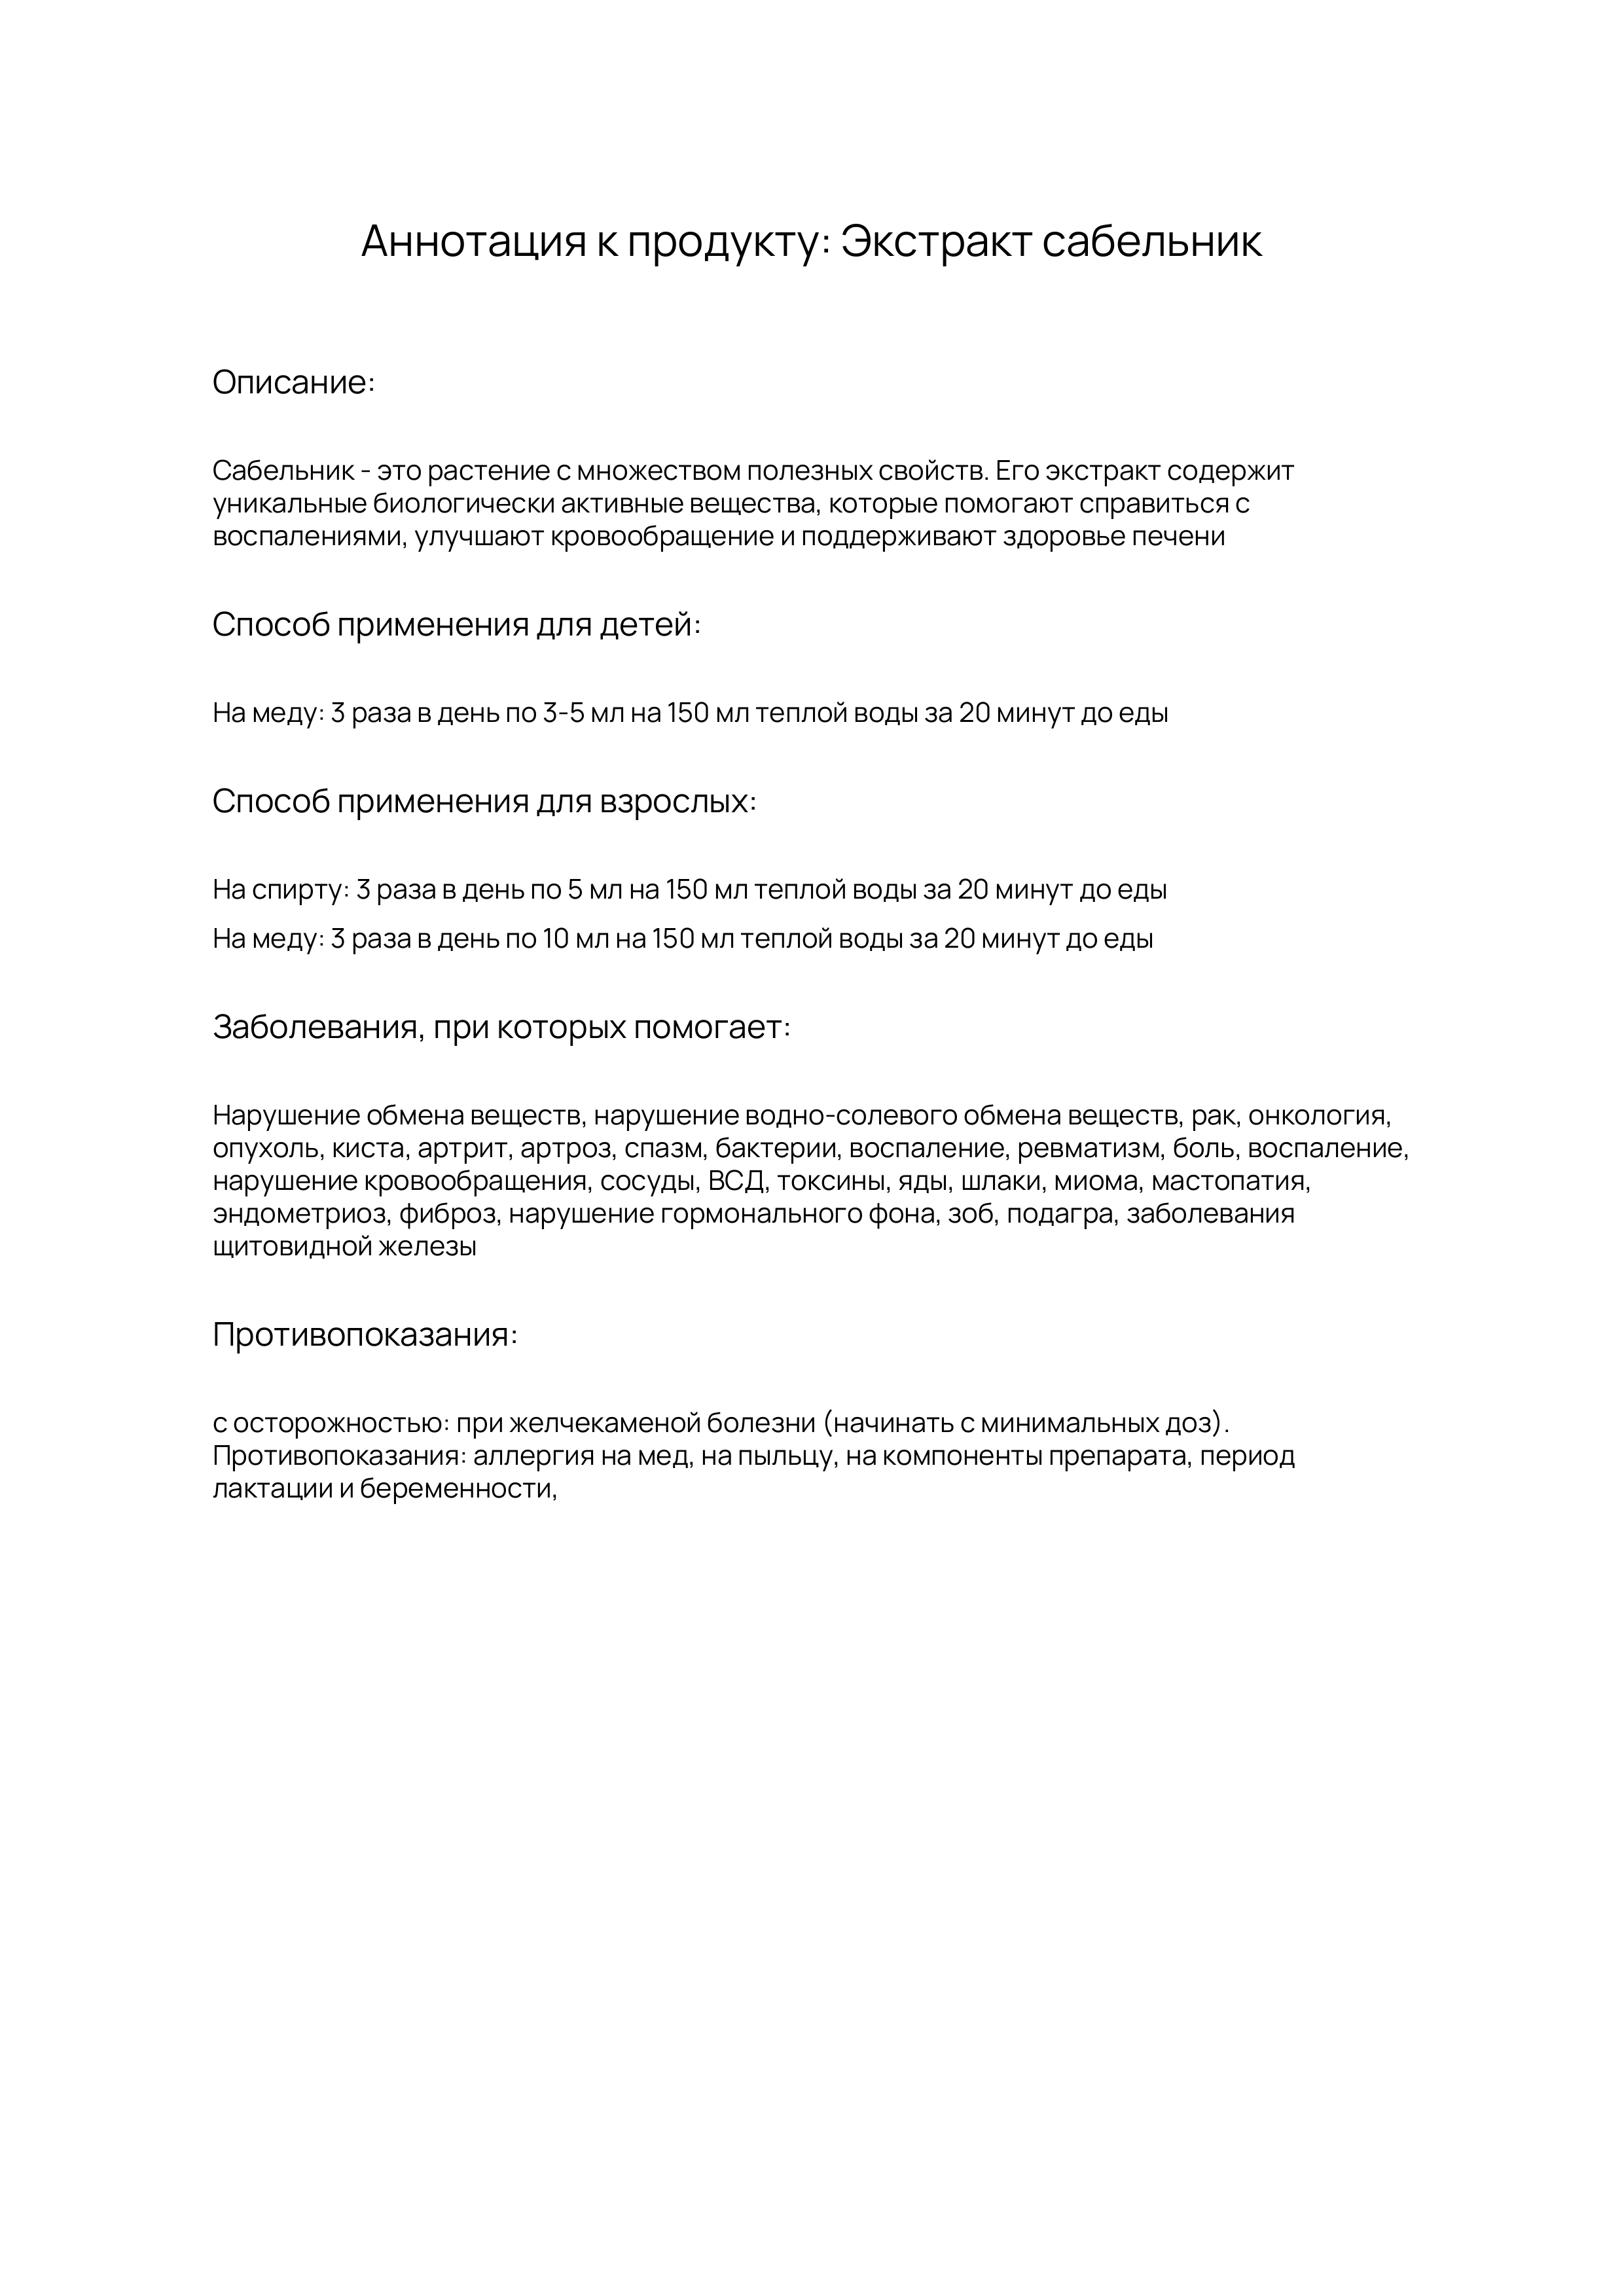 Аннотация к продукту: Экстракт сабельник
Описание:
Сабельник - это растение с множеством полезных свойств. Его экстракт содержит
уникальные биологически активные вещества, которые помогают справиться с
воспалениями, улучшают кровообращение и поддерживают здоровье печени
Способ применения для детей:
На меду: 3 раза в день по 3-5 мл на 150 мл теплой воды за 20 минут до еды
Способ применения для взрослых:
На спирту: 3 раза в день по 5 мл на 150 мл теплой воды за 20 минут до еды
На меду: 3 раза в день по 10 мл на 150 мл теплой воды за 20 минут до еды
Заболевания, при которых помогает:
Нарушение обмена веществ, нарушение водно-солевого обмена веществ, рак, онкология,
опухоль, киста, артрит, артроз, спазм, бактерии, воспаление, ревматизм, боль, воспаление,
нарушение кровообращения, сосуды, ВСД, токсины, яды, шлаки, миома, мастопатия,
эндометриоз, фиброз, нарушение гормонального фона, зоб, подагра, заболевания
щитовидной железы
Противопоказания:
с осторожностью: при желчекаменой болезни (начинать с минимальных доз).
Противопоказания: аллергия на мед, на пыльцу, на компоненты препарата, период
лактации и беременности,